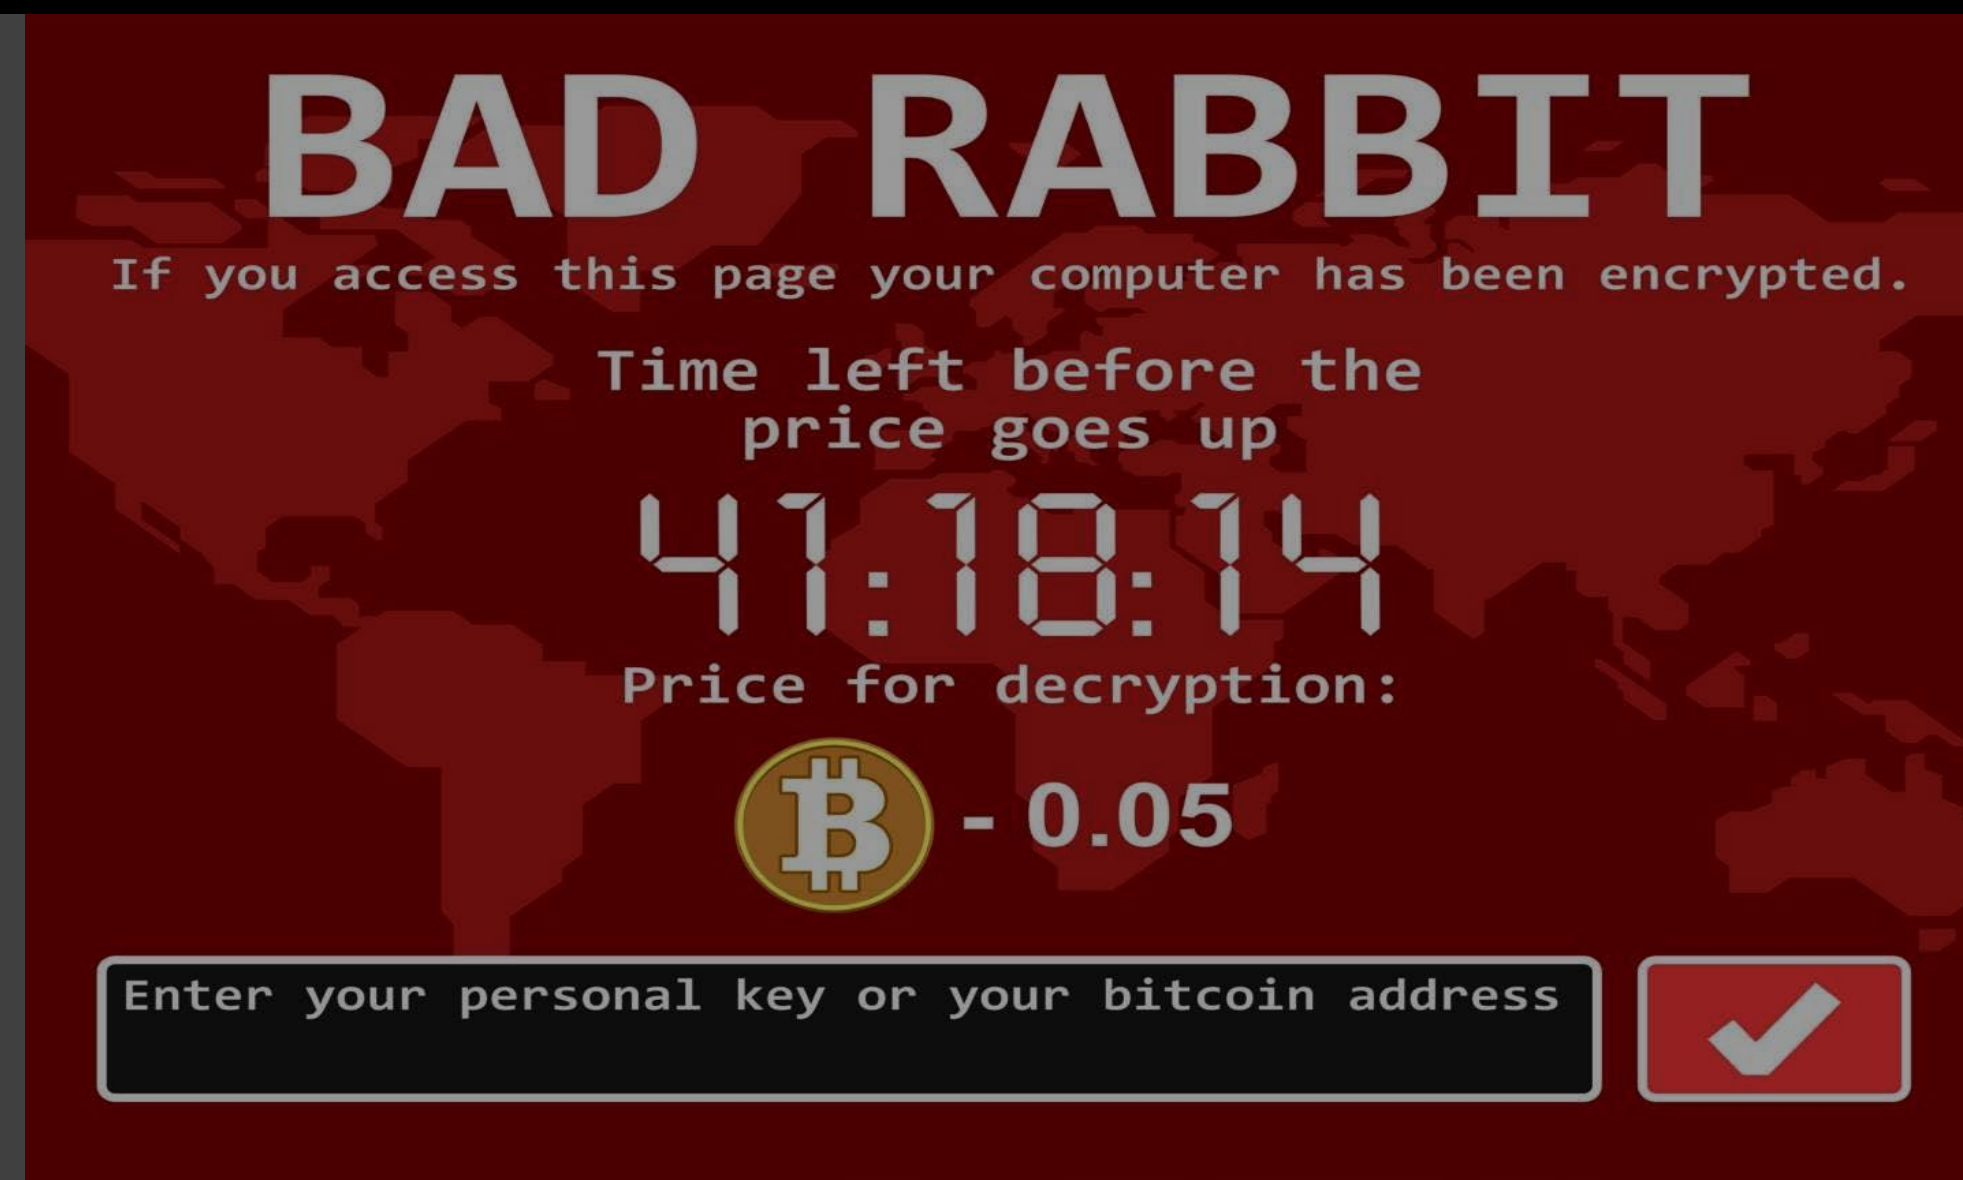 BAD RABBIT
If you access this page your computer has been encrypted.
Time left before the
price goes up
41:18:14
Price for decryption:
- 0.05
Enter your personal key or your bitcoin address